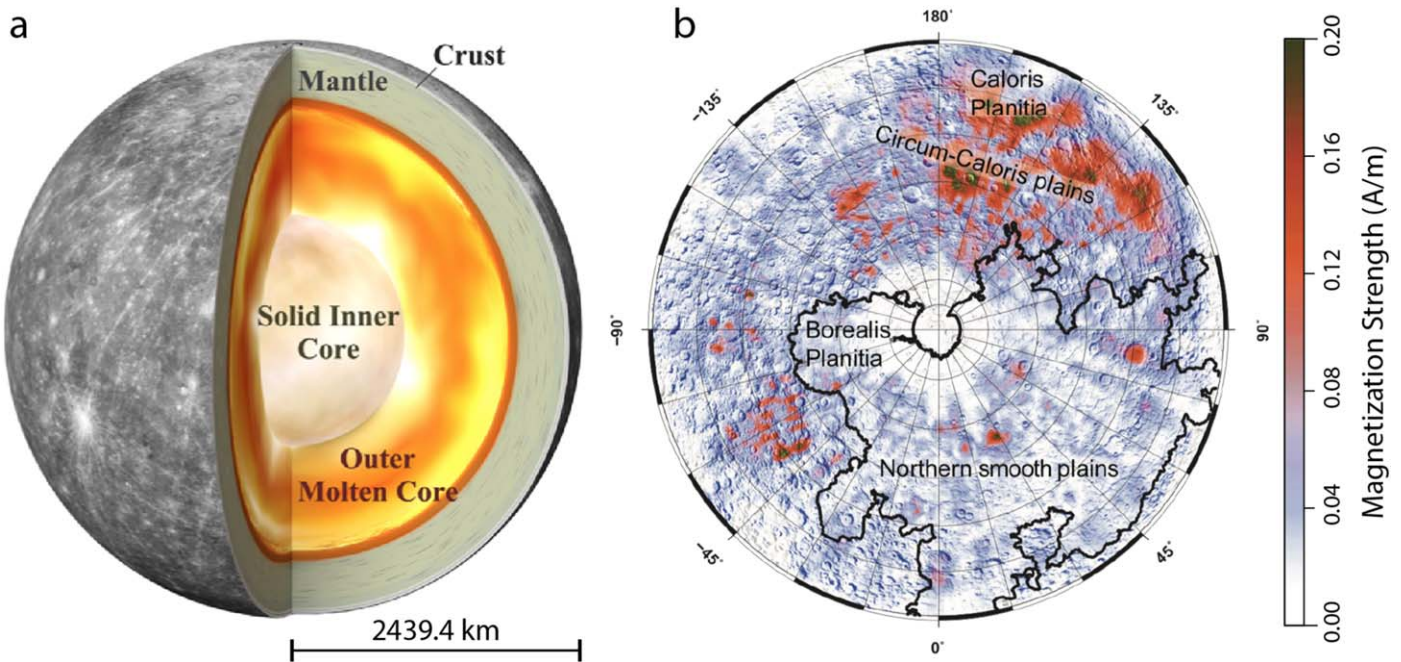 a
Crust
Mantle
Solid Inner
Core
Outer
Molten Core
2439.4 km
b
180°
135°
90°
45°
0°
−45°
−90°
−135°
Caloris
Planitia
Circum-Caloris plains
Borealis
Planitia
Northern smooth plains
0.20
0.16
0.12
0.08
0.04
0.00
Magnetization Strength (A/m)